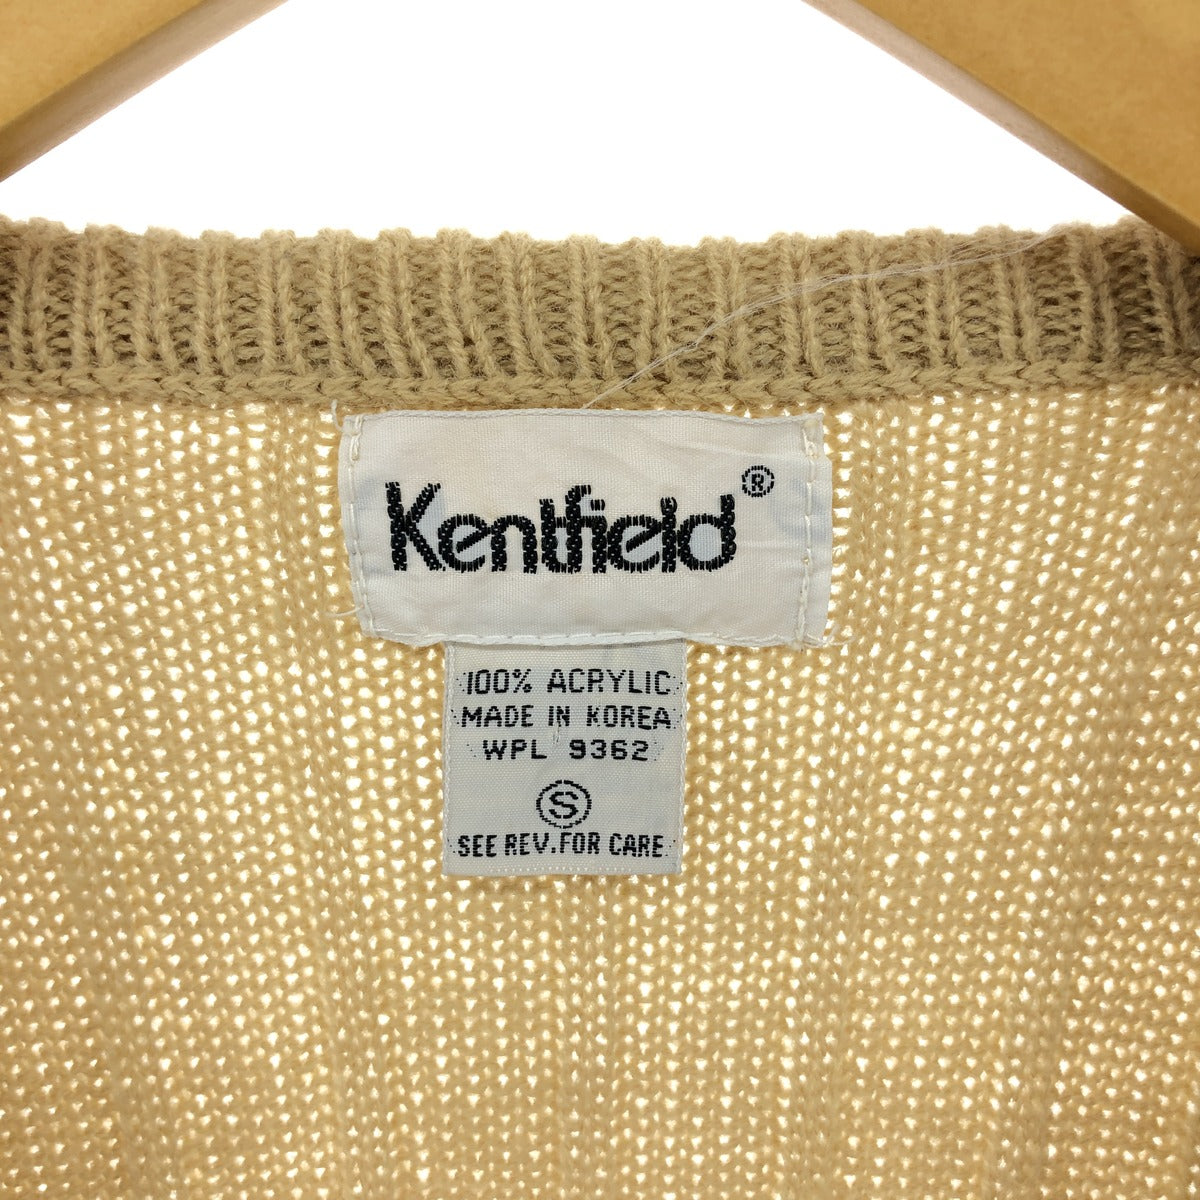 Kentfield®
100% ACRYLIC
MADE IN KOREA
WPL 9362
S
SEE REV.FOR CARE